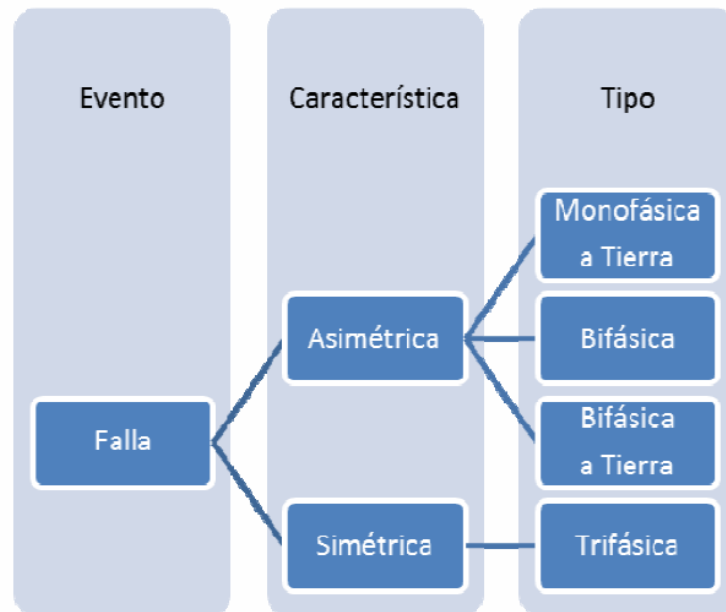 Evento
Característica
Tipo
Falla
Asimétrica
Simétrica
Monofásica
a Tierra
Bifásica
Bifásica
a Tierra
Trifásica